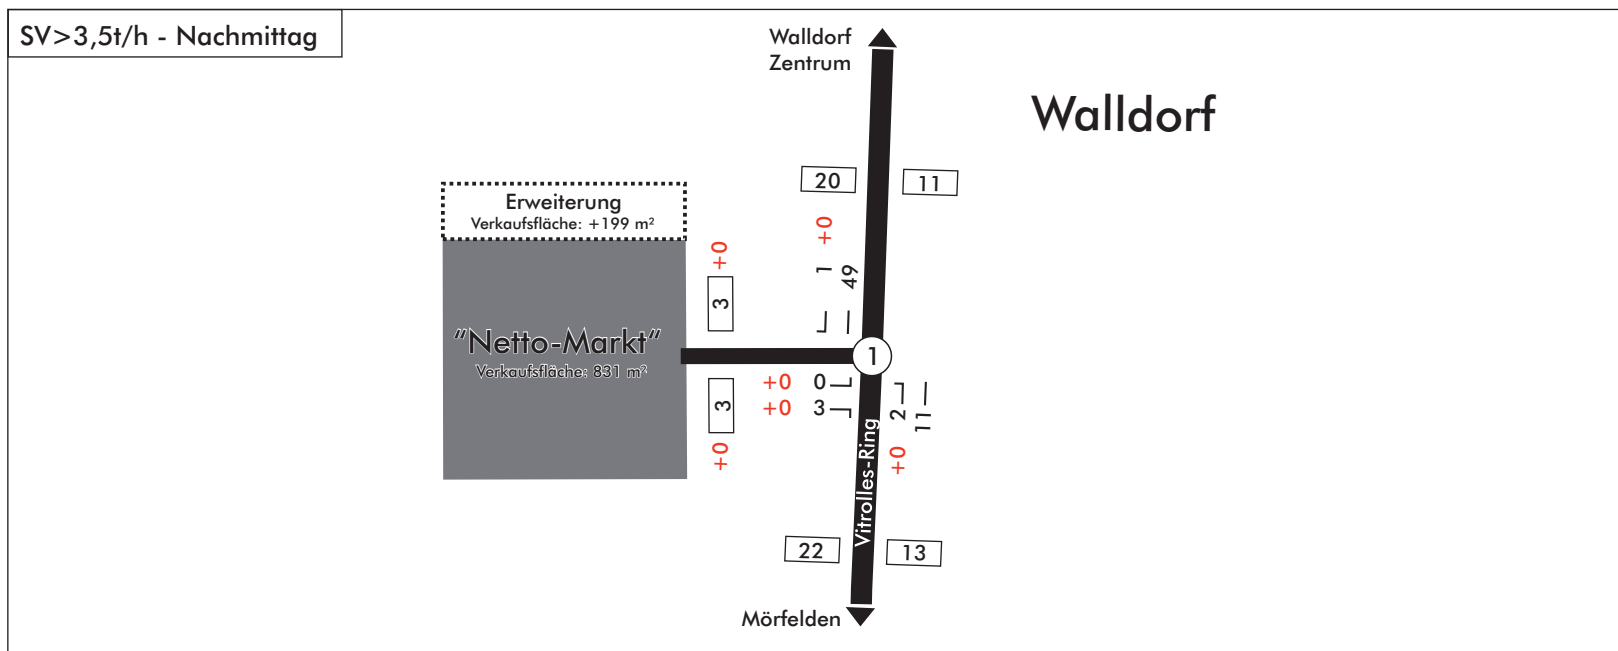 SV>3,5t/h - Nachmittag
Walldorf
Zentrum
Walldorf
20
11
Erweiterung
Verkaufsfläche: +199 m²
+0
+0
1
49
3
"Netto-Markt"
Verkaufsfläche: 831 m²
1
+0 0
+0 3
3
2
11
+0
+0
Vitrolles-Ring
22
13
Mörfelden